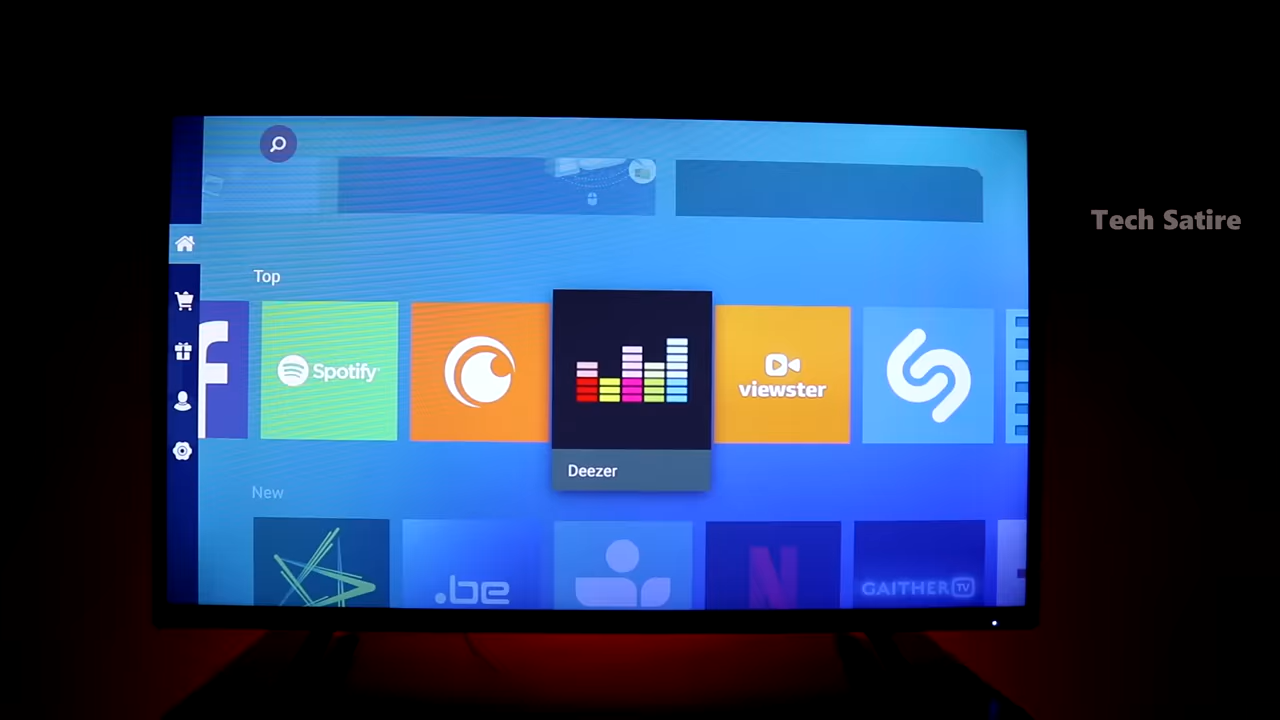 Tech Satire
Top
f
Spotify
viewster
Deezer
New
.be
N
GAITHER TV